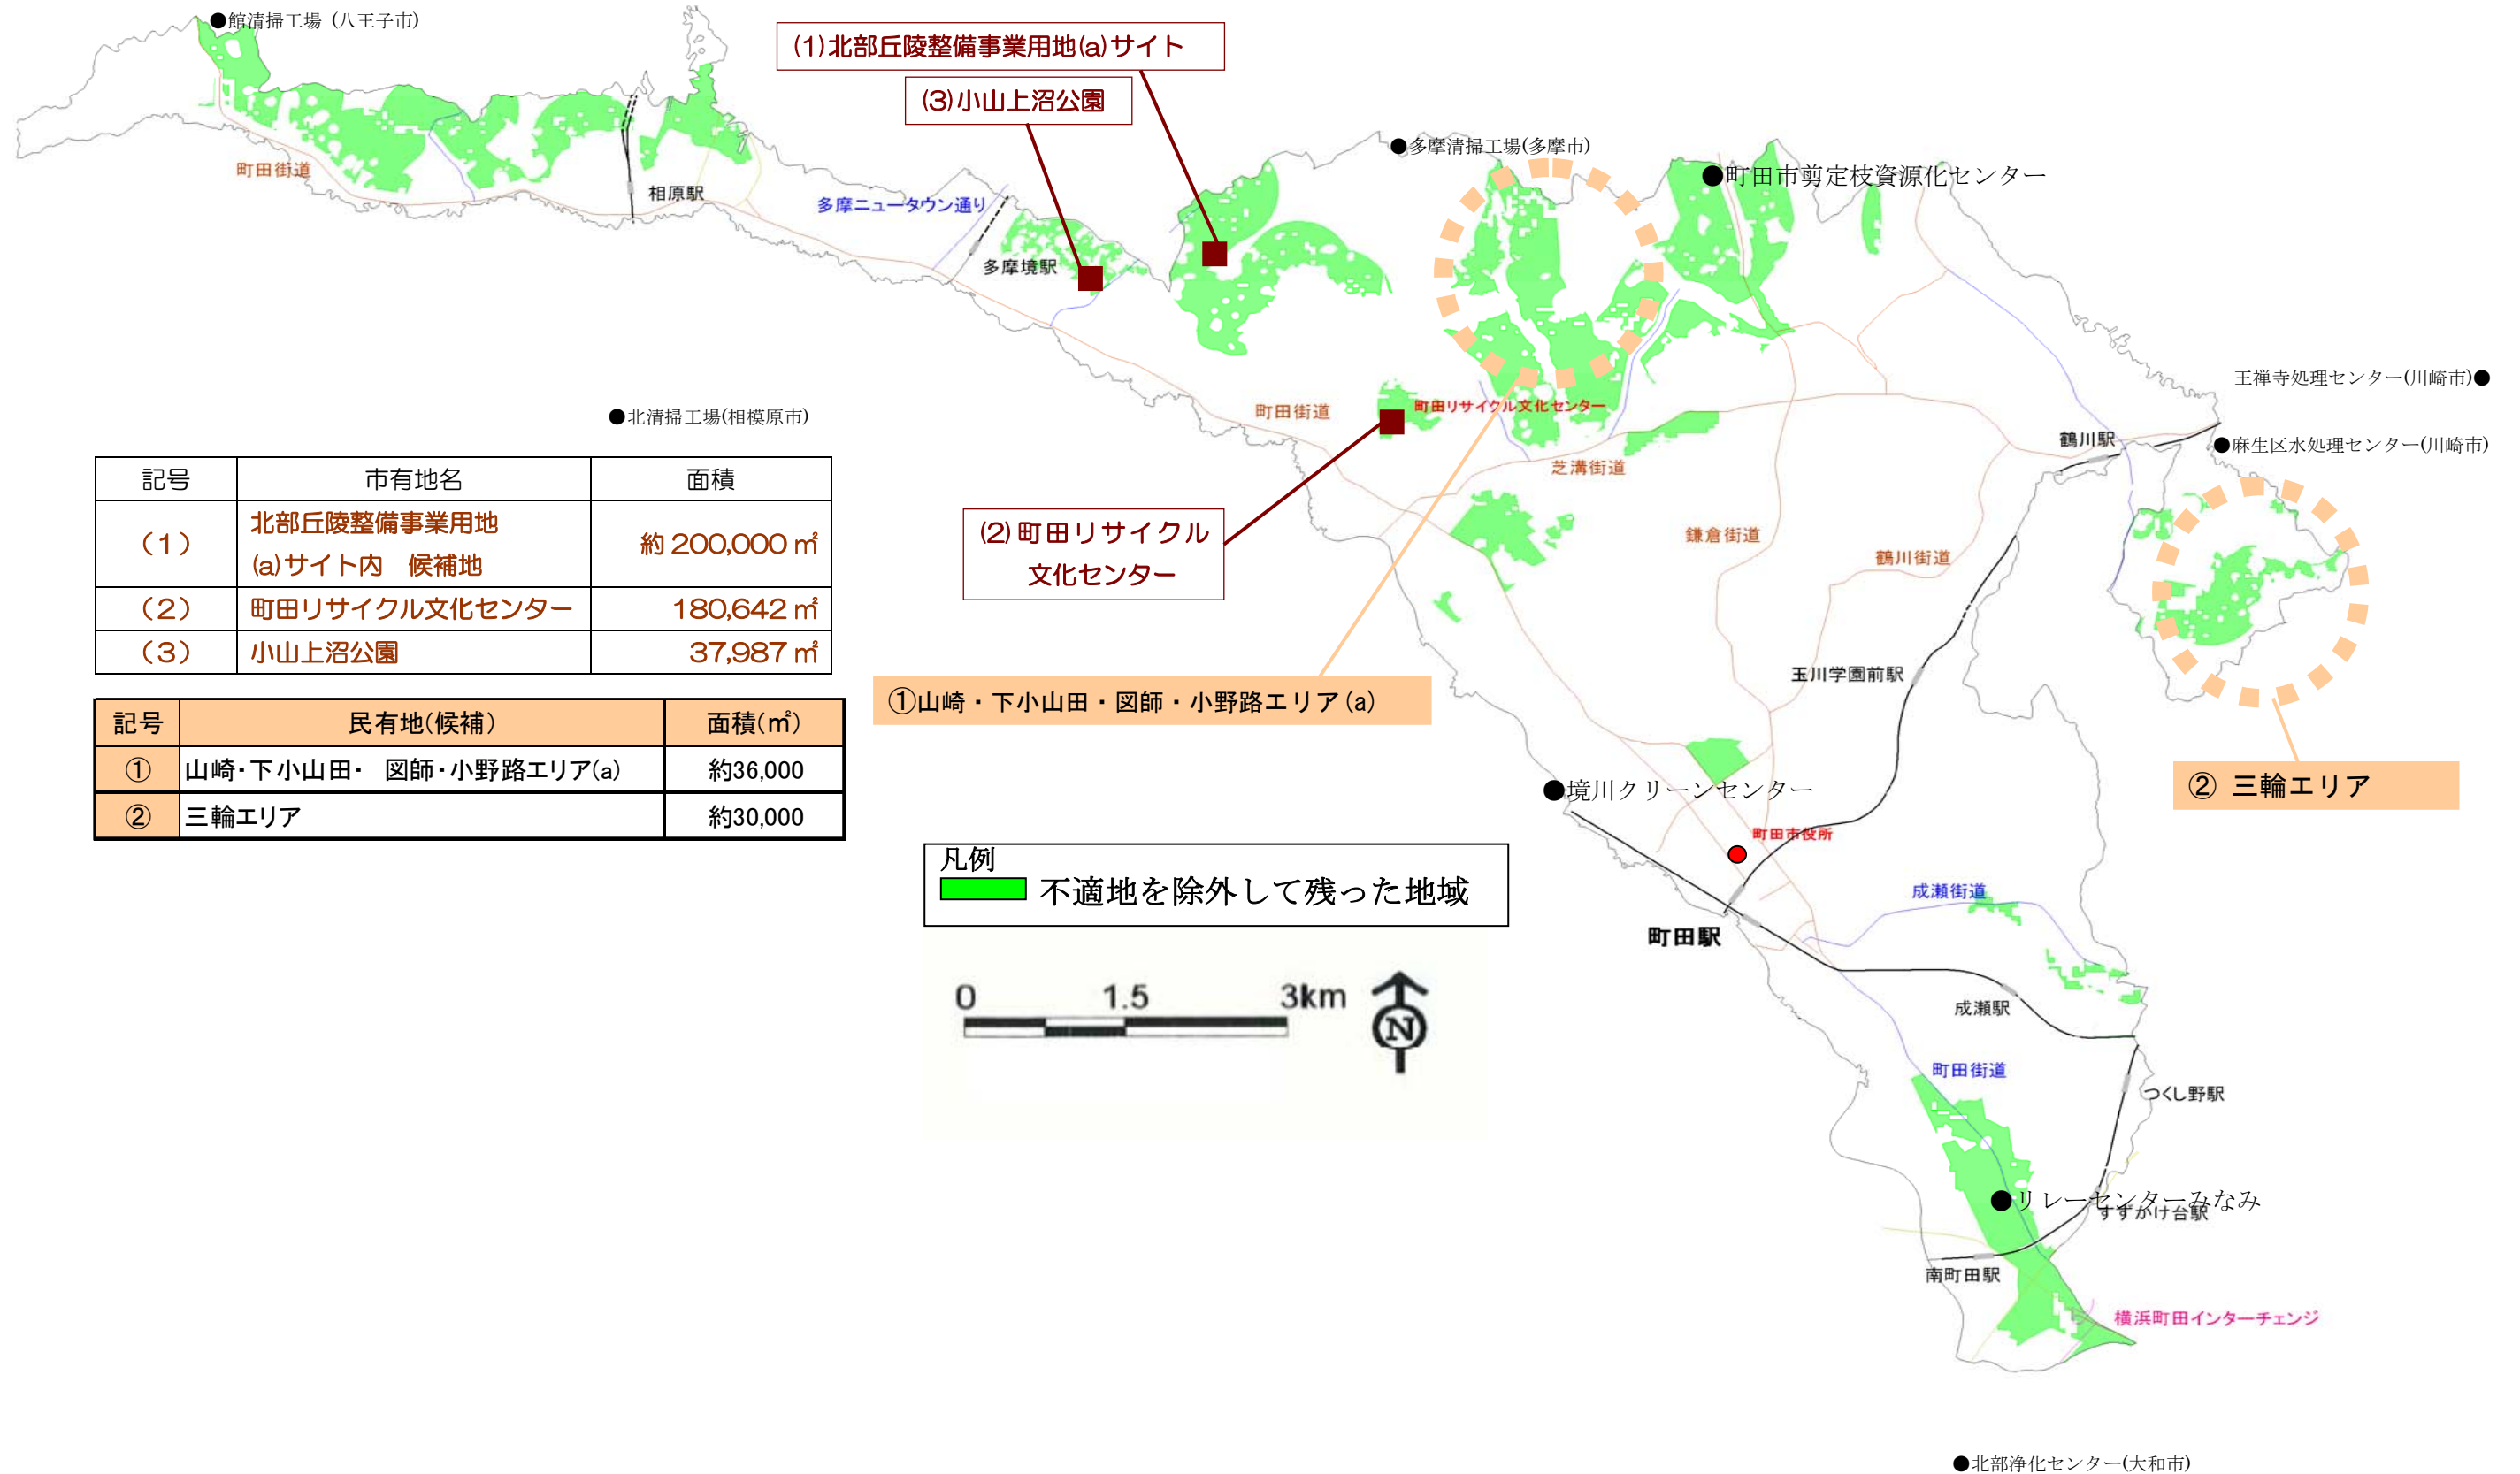 ●館清掃工場 (八王子市)
(1)北部丘陵整備事業用地(a)サイト
(3)小山上沼公園
●多摩清掃工場(多摩市)
●町田市剪定枝資源化センター
町田街道
相原駅
多摩ニュータウン通り
多摩境駅
王禅寺処理センター(川崎市)●
●北清掃工場(相模原市)
町田街道
町田リサイクル文化センター
鶴川駅
●麻生区水処理センター(川崎市)
芝溝街道
記号 市有地名 面積
(1) 北部丘陵整備事業用地
(a)サイト内 候補地 約 200,000 ㎡
(2) 町田リサイクル文化センター 180,642 ㎡
(3) 小山上沼公園 37,987 ㎡
(2)町田リサイクル
文化センター
鎌倉街道
鶴川街道
玉川学園前駅
①山崎・下小山田・図師・小野路エリア(a)
記号 民有地(候補) 面積(㎡)
① 山崎・下小山田・ 図師・小野路エリア(a) 約36,000
② 三輪エリア 約30,000
② 三輪エリア
●境川クリーンセンター
町田市役所
凡例
不適地を除外して残った地域
成瀬街道
町田駅
0 1.5 3km
N
成瀬駅
町田街道
つくし野駅
●リレーセンターみなみ
すずかけ台駅
南町田駅
横浜町田インターチェンジ
●北部浄化センター(大和市)